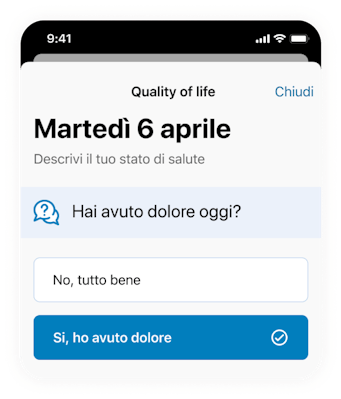 9:41
Quality of life
Chiudi
Martedì 6 aprile
Descrivi il tuo stato di salute
Hai avuto dolore oggi?
No, tutto bene
Si, ho avuto dolore